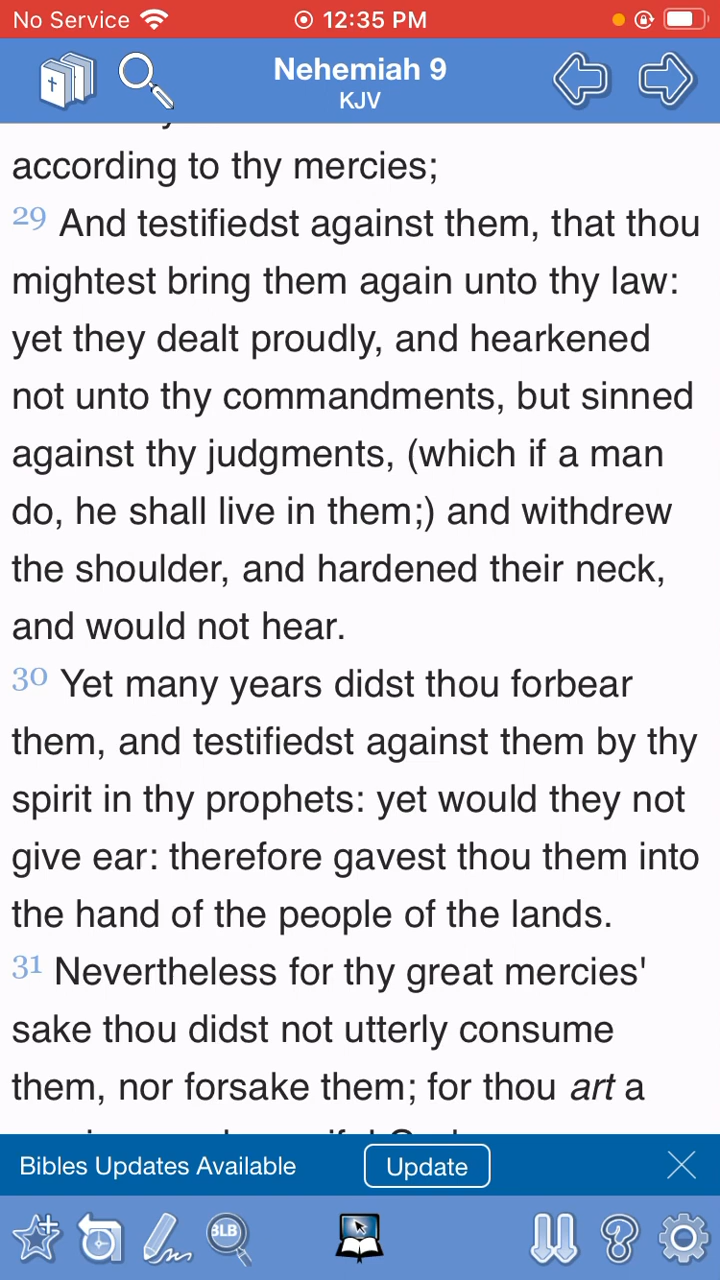 No Service 12:35 PM
Nehemiah 9
KJV
according to thy mercies;
29 And testifiedst against them, that thou
mightest bring them again unto thy law:
yet they dealt proudly, and hearkened
not unto thy commandments, but sinned
against thy judgments, (which if a man
do, he shall live in them;) and withdrew
the shoulder, and hardened their neck,
and would not hear.
30 Yet many years didst thou forbear
them, and testifiedst against them by thy
spirit in thy prophets: yet would they not
give ear: therefore gavest thou them into
the hand of the people of the lands.
31 Nevertheless for thy great mercies'
sake thou didst not utterly consume
them, nor forsake them; for thou art a
Bibles Updates Available Update
BLB